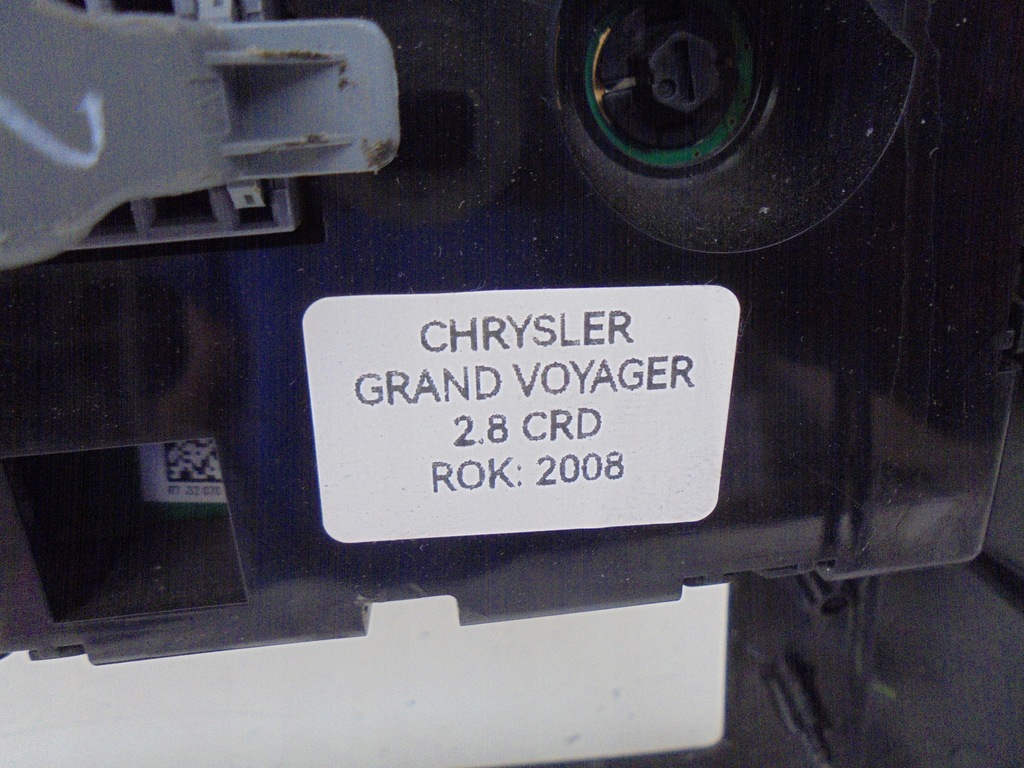 CHRYSLER
GRAND VOYAGER
2.8 CRD
ROK: 2008